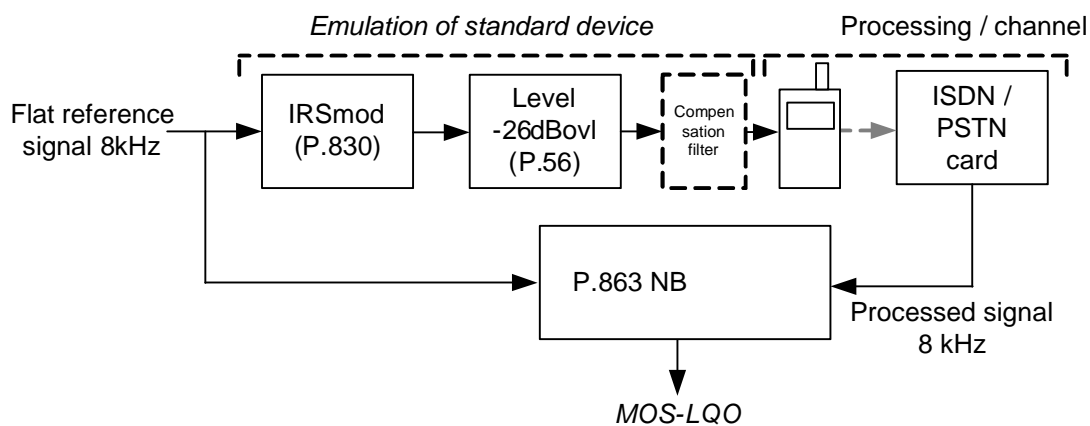 Emulation of standard device
Processing / channel
Flat reference
signal 8kHz
IRSmod
(P.830)
Level
-26dBovl
(P.56)
Compen
sation
filter
ISDN /
PSTN
card
P.863 NB
Processed signal
8 kHz
MOS-LQO